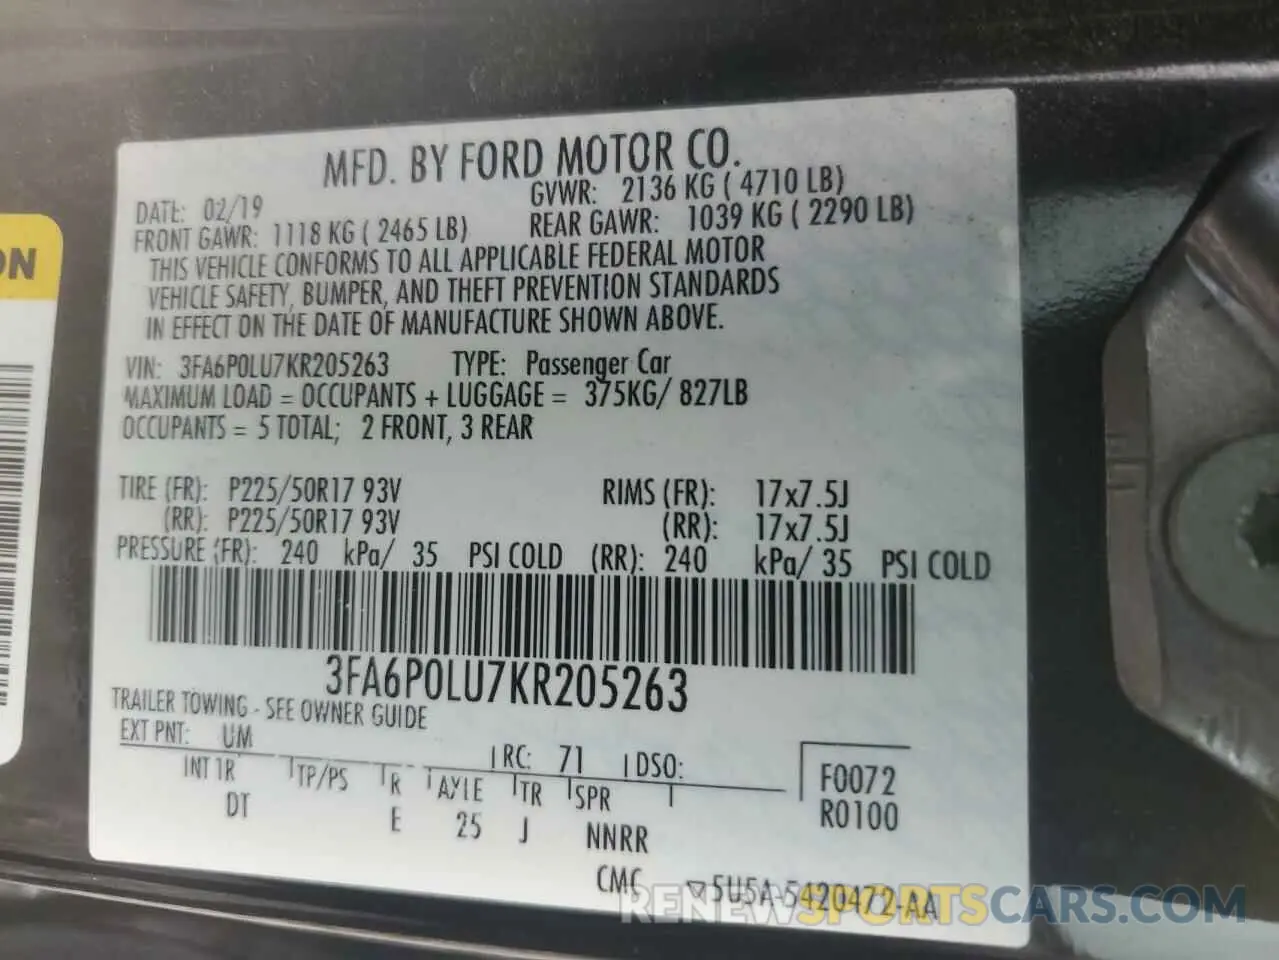 MFD. BY FORD MOTOR CO.
DATE: 02/19 GVWR: 2136 KG ( 4710 LB)
FRONT GAWR: 1118 KG ( 2465 LB) REAR GAWR: 1039 KG ( 2290 LB)
THIS VEHICLE CONFORMS TO ALL APPLICABLE FEDERAL MOTOR
VEHICLE SAFETY, BUMPER, AND THEFT PREVENTION STANDARDS
IN EFFECT ON THE DATE OF MANUFACTURE SHOWN ABOVE.
VIN: 3FA6P0LU7KR205263 TYPE: Passenger Car
MAXIMUM LOAD = OCCUPANTS + LUGGAGE = 375KG/ 827LB
OCCUPANTS = 5 TOTAL; 2 FRONT, 3 REAR
TIRE (FR): P225/50R17 93V RIMS (FR): 17x7.5J
(RR): P225/50R17 93V (RR): 17x7.5J
PRESSURE (FR): 240 kPa/ 35 PSI COLD (RR): 240 kPa/ 35 PSI COLD
3FA6P0LU7KR205263
TRAILER TOWING - SEE OWNER GUIDE
EXT PNT: UM RC: 71 DSO:
INT TR TP/PS R AXLE TR SPR F0072
DT E 25 J NNRR R0100
CMC ▽5U5A-5420472-AA
RENEWSPORTSCARS.COM
ON